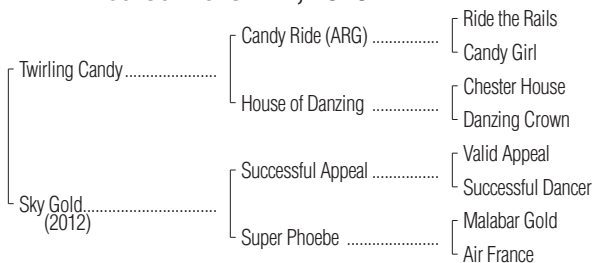 Ride the Rails
Candy Ride (ARG) ................
Candy Girl
Twirling Candy ......................
Chester House
House of Danzing ................
Danzing Crown
Valid Appeal
Successful Appeal ................
Successful Dancer
Sky Gold................................
(2012)
Malabar Gold
Super Phoebe ......................
Air France